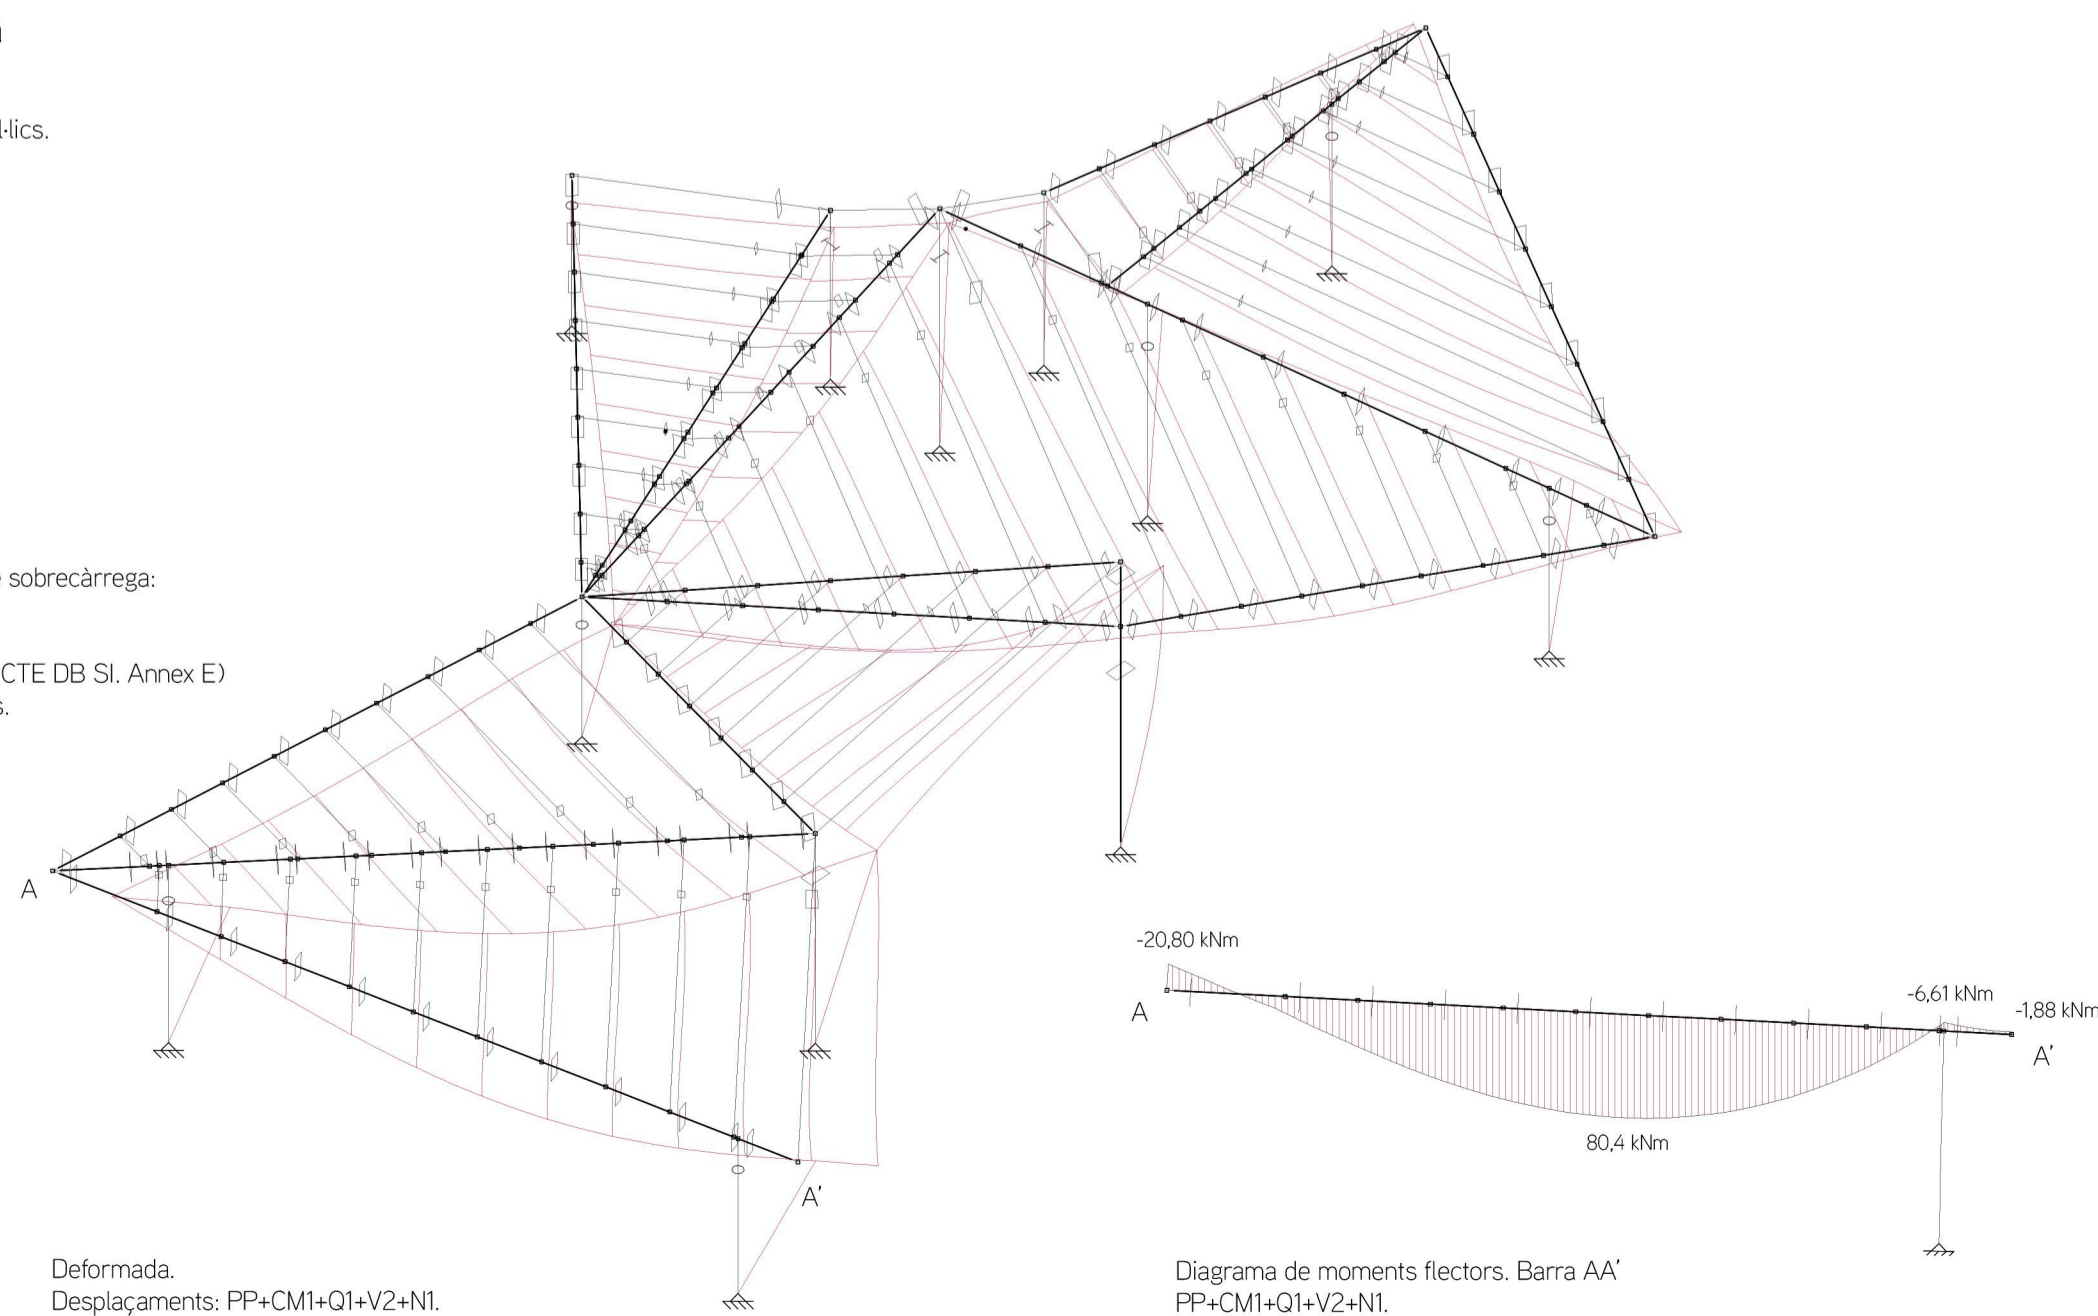 l·lics.
sobrecàrrega:
CTE DB SI. Annex E)
s.
A
A'
Deformada.
Desplaçaments: PP+CM1+Q1+V2+N1.
-20,80 kNm
-6,61 kNm
-1,88 kNm
A
A'
80,4 kNm
Diagrama de moments flectors. Barra AA'
PP+CM1+Q1+V2+N1.